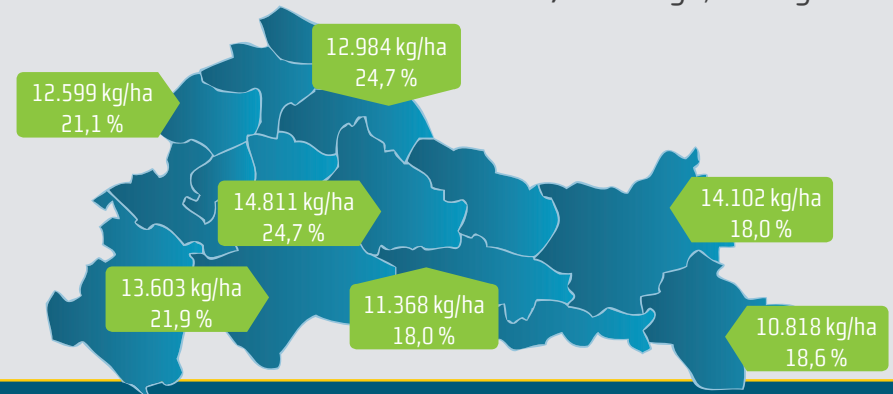 12.984 kg/ha
24,7 %
12.599 kg/ha
21,1 %
14.811 kg/ha
24,7 %
14.102 kg/ha
18,0 %
13.603 kg/ha
21,9 %
11.368 kg/ha
18,0 %
10.818 kg/ha
18,6 %